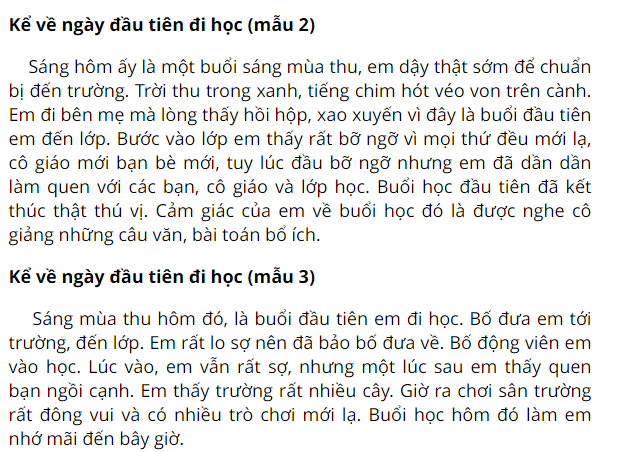 Kể về ngày đầu tiên đi học (mẫu 2)
Sáng hôm ấy là một buổi sáng mùa thu, em dậy thật sớm để chuẩn
bị đến trường. Trời thu trong xanh, tiếng chim hót véo von trên cành.
Em đi bên mẹ mà lòng thấy hồi hộp, xao xuyến vì đây là buổi đầu tiên
em đến lớp. Bước vào lớp em thấy rất bỡ ngỡ vì mọi thứ đều mới lạ,
cô giáo mới bạn bè mới, tuy lúc đầu bỡ ngỡ nhưng em đã dần dần
làm quen với các bạn, cô giáo và lớp học. Buổi học đầu tiên đã kết
thúc thật thú vị. Cảm giác của em về buổi học đó là được nghe cô
giảng những câu văn, bài toán bổ ích.
Kể về ngày đầu tiên đi học (mẫu 3)
Sáng mùa thu hôm đó, là buổi đầu tiên em đi học. Bố đưa em tới
trường, đến lớp. Em rất lo sợ nên đã bảo bố đưa về. Bố động viên em
vào học. Lúc vào, em vẫn rất sợ, nhưng một lúc sau em thấy quen
bạn ngồi cạnh. Em thấy trường rất nhiều cây. Giờ ra chơi sân trường
rất đông vui và có nhiều trò chơi mới lạ. Buổi học hôm đó làm em
nhớ mãi đến bây giờ.